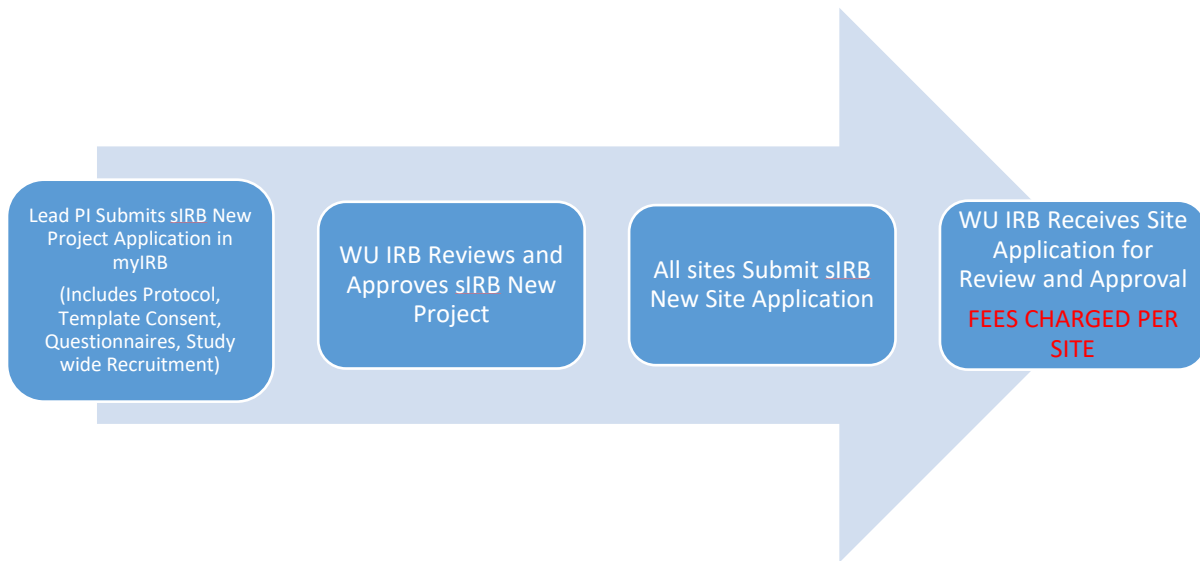 Lead PI Submits sIRB New
Project Application in
myIRB
(Includes Protocol,
Template Consent,
Questionnaires, Study
wide Recruitment)
WU IRB Reviews and
Approves sIRB New
Project
All sites Submit sIRB
New Site Application
WU IRB Receives Site
Application for
Review and Approval
FEES CHARGED PER
SITE